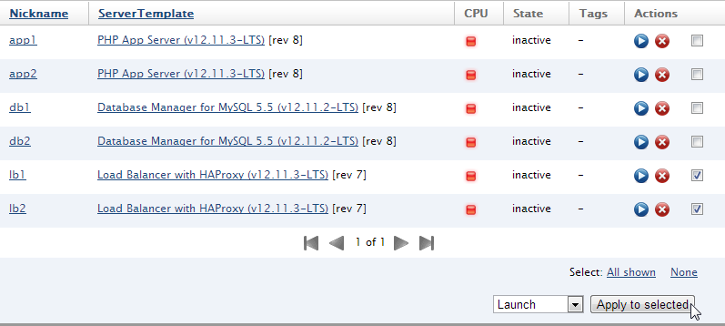 Nickname ServerTemplate CPU State Tags Actions
app1 PHP App Server (v12.11.3-LTS) [rev 8] inactive –
app2 PHP App Server (v12.11.3-LTS) [rev 8] inactive –
db1 Database Manager for MySQL 5.5 (v12.11.2-LTS) [rev 8] inactive –
db2 Database Manager for MySQL 5.5 (v12.11.2-LTS) [rev 8] inactive –
lb1 Load Balancer with HAProxy (v12.11.3-LTS) [rev 7] inactive –
lb2 Load Balancer with HAProxy (v12.11.3-LTS) [rev 7] inactive –
1 of 1
Select: All shown None
Launch Apply to selected